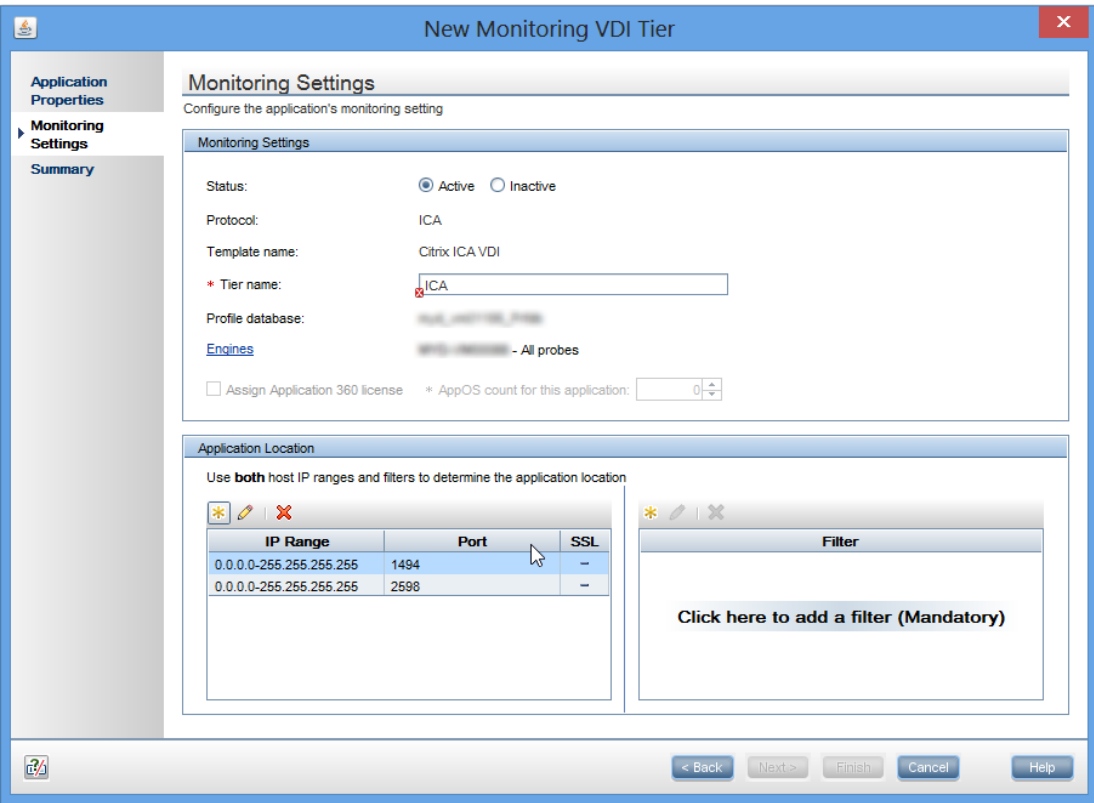 New Monitoring VDI Tier
Application
Properties
Monitoring
Settings
Summary
Monitoring Settings
Configure the application's monitoring setting
Monitoring Settings
Status: Active Inactive
Protocol: ICA
Template name: Citrix ICA VDI
* Tier name: ICA
Profile database:
Engines - All probes
Assign Application 360 license * AppOS count for this application: 0
Application Location
Use both host IP ranges and filters to determine the application location
IP Range Port SSL
0.0.0.0-255.255.255.255 1494 –
0.0.0.0-255.255.255.255 2598 –
Filter
Click here to add a filter (Mandatory)
< Back Next > Finish Cancel Help